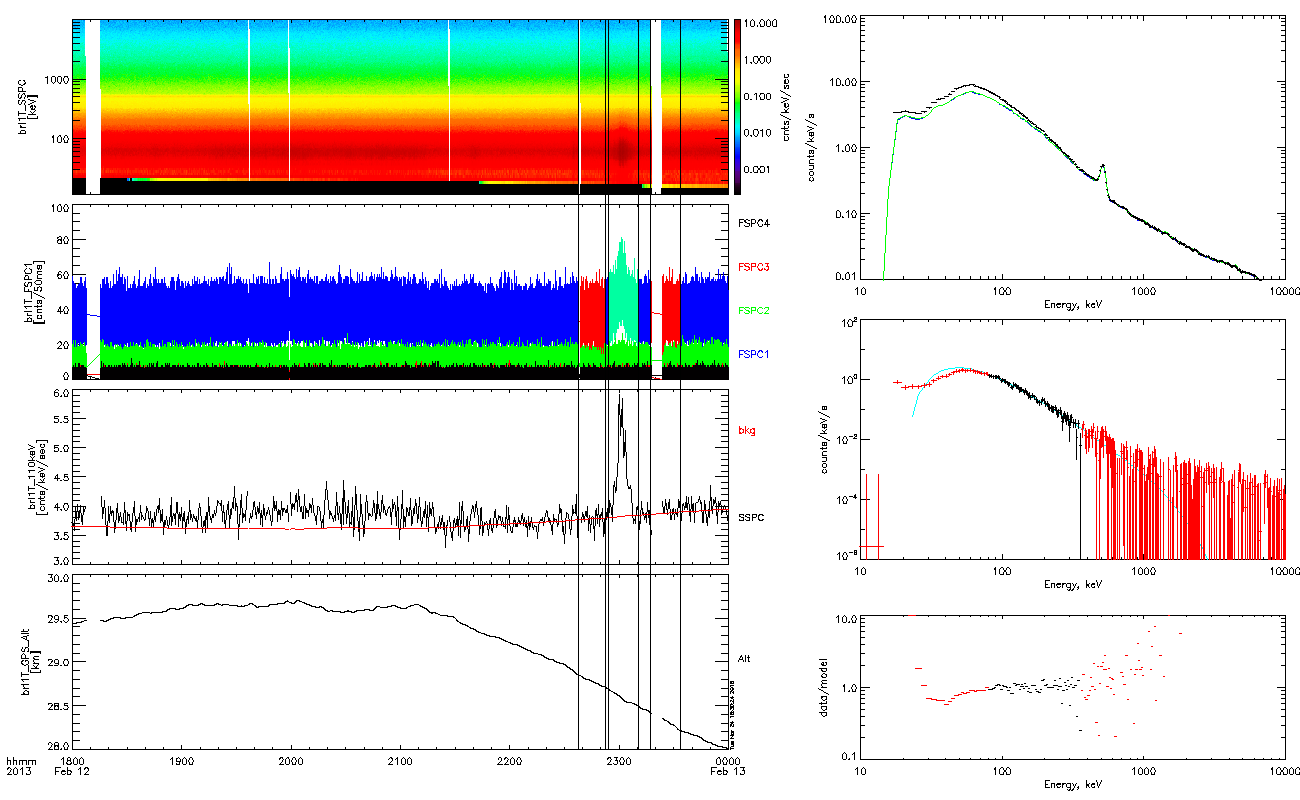 brl1T_SSPC
[keV]
1000
100
10.000
1.000
0.100
0.010
0.001
cnts/keV/sec
brl1T_FSPC1
[cnts/50ms]
100
80
60
40
20
0
FSPC4
FSPC3
FSPC2
FSPC1
brl1T_110keV
[cnts/keV/sec]
6.0
5.5
5.0
4.5
4.0
3.5
3.0
bkg
SSPC
brl1T_GPS_Alt
[km]
30.0
29.5
29.0
28.5
28.0
Alt
hhmm
2013
1800
1900
2000
2100
2200
2300
0000
Feb 12
Feb 13
counts/keV/s
100.00
10.00
1.00
0.10
0.01
10
100
1000
10000
Energy, keV
counts/keV/s
10²
10⁰
10⁻²
10⁻⁴
10⁻⁶
10
100
1000
10000
Energy, keV
data/model
10.0
1.0
0.1
10
100
1000
10000
Energy, keV